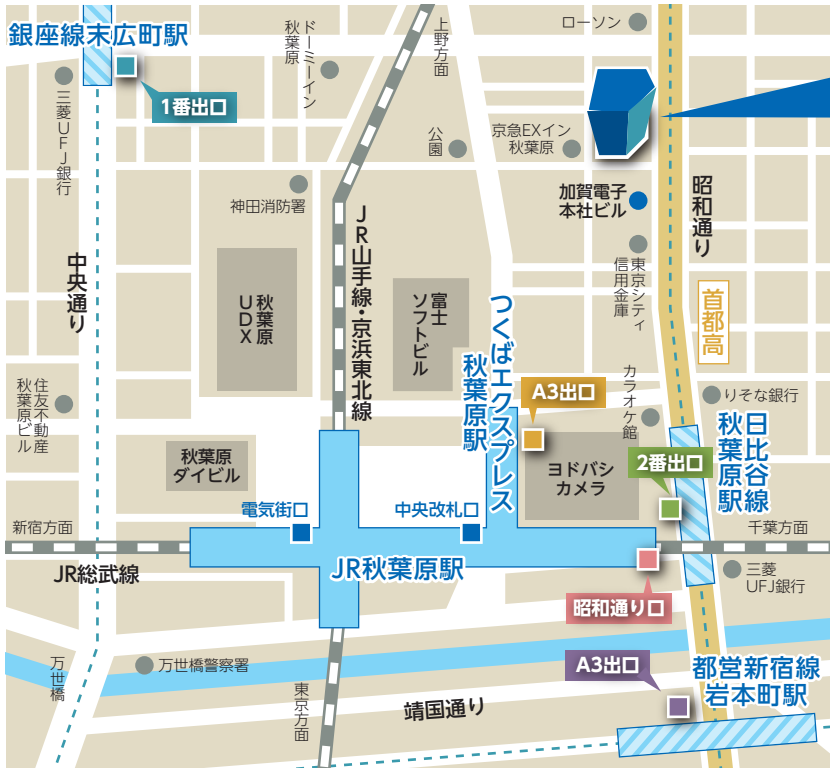 銀座線末広町駅
1番出口
三菱UFJ銀行
ドーミーイン
秋葉原
上野方面
ローソン
公園
京急EXイン
秋葉原
神田消防署
加賀電子
本社ビル
昭和通り
東京シティ
信用金庫
首都高
中央通り
秋葉原
UDX
JR山手線・京浜東北線
富士
ソフトビル
つくばエクスプレス
秋葉原駅
A3出口
カラオケ館
りそな銀行
住友不動産
秋葉原ビル
秋葉原
ダイビル
ヨドバシ
カメラ
2番出口
日比谷線
秋葉原駅
電気街口
中央改札口
新宿方面
千葉方面
JR総武線
JR秋葉原駅
三菱
UFJ銀行
昭和通り口
万世橋
万世橋警察署
東京方面
靖国通り
A3出口
都営新宿線
岩本町駅